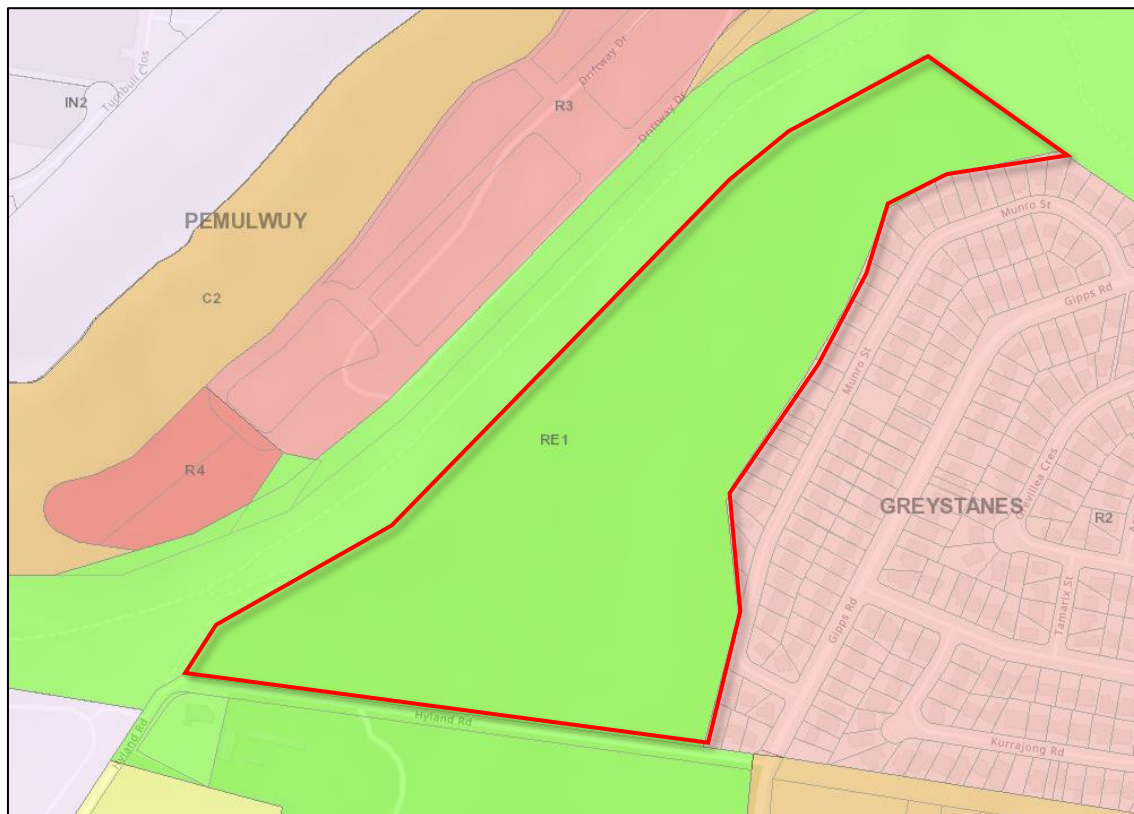 Turnbull Clos
IN2
Driftway Dr
R3
Driftway Dr
PEMULWUY
Munro St
C2
Gipps Rd
Munro St
RE1
Grevillea Cres
R4
GREYSTANES
R2
Tamarix St
Gipps Rd
Hyland Rd
Hyland Rd
Kurrajong Rd